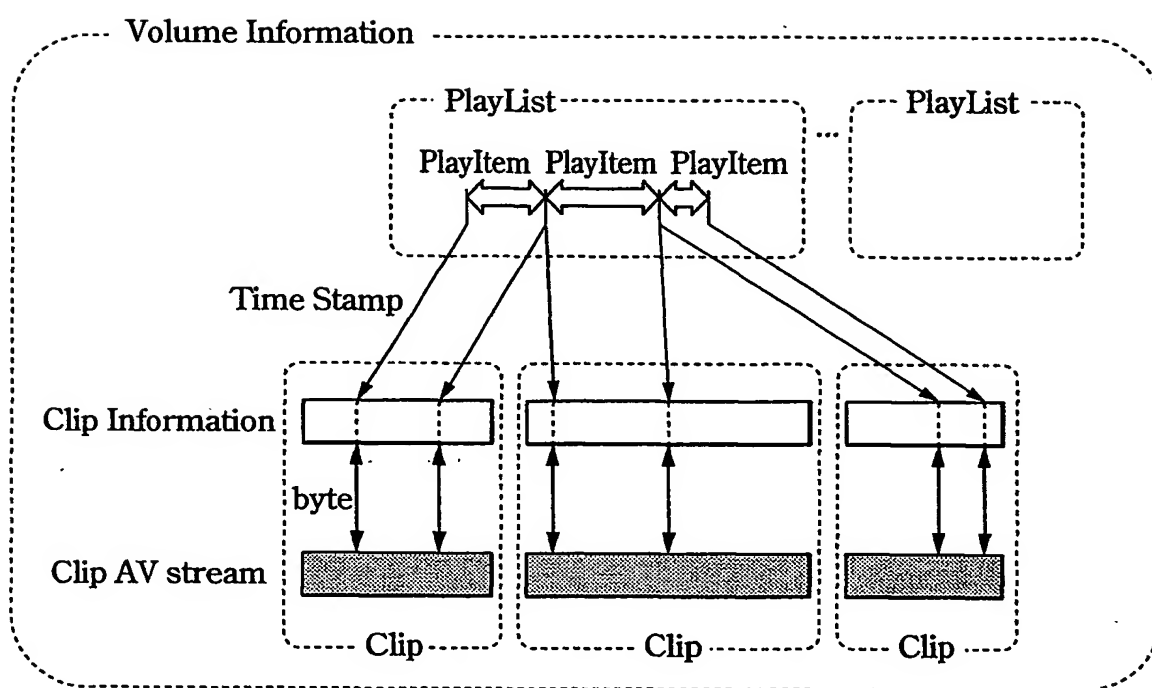 Volume Information
PlayList
PlayList
...
PlayItem PlayItem PlayItem
Time Stamp
Clip Information
byte
Clip AV stream
Clip
Clip
Clip